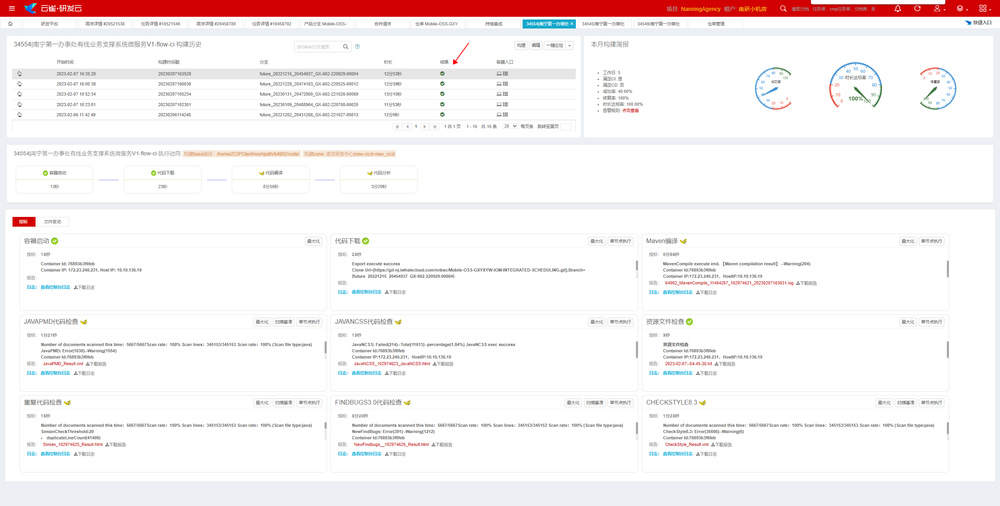 云雀·研发云
项目: NanningAgency 租户: 南研小机房
搜索文档、任务单、zmp任务单、文档库、测
研发平台
需求详情 #20521538
任务详情 #10521549
需求详情 #20458789
任务详情 #10458792
产品分支 Mobile-OSS-
合并请求
仓库 Mobile-OSS-GXY
持续集成
34554|南宁第一办事处
34545|南宁第一办事处
34549|南宁第一办事处
仓库管理
快捷入口
34554|南宁第一办事处有线业务支撑系统微服务V1-flow-ci 构建历史
按Gitlab分支搜索
构建 编辑 一键巡检
开始时间 构建时间戳 分支 时长 结果 容器入口
2023-02-07 16:35:28 20230207163528 future_20221215_20454937_GX-602-220929-00004 12分53秒
2023-02-07 16:00:38 20230207160038 future_20221229_20474163_GX-602-220525-00012 12分39秒
2023-02-07 10:52:34 20230207105234 future_20230131_20472800_GX-602-221026-00069 13分15秒
2023-02-07 10:23:01 20230207102301 future_20230109_20488964_GX-602-220708-00020 11分53秒
2023-02-06 11:42:49 20230206114248 future_20221202_20431268_GX-602-221027-00013 12分0秒
1 1 共 1 页 1 - 16 共 16 条 20 每页条 跳转至第页
本月构建简报
工作日: 5
满足CI: 是
满足CD: 否
成功率: 40.00%
修复率: 100%
时长达标率: 100.00%
告警规则: 点击查看
成功率
0 10 20 30 40 50 60 70 80 90 100
时长达标率
0 10 20 30 40 50 60 70 80 90 100
100%
修复率
0 10 20 30 40 50 60 70 80 90 100
34554|南宁第一办事处有线业务支撑系统微服务V1-flow-ci 执行动向 构建base路径：/home/ZCIPClient/workpath/64902/code/ 构建zone: 南京研发中心|new-cicd=new_cicd
容器启动
13秒
代码下载
23秒
代码编译
8分56秒
代码分析
3分20秒
指标 文件变动
容器启动 最大化
指标: 13秒
Container Id: 76893b3f6feb
Container IP: 172.23.240.231, Host IP: 10.10.136.19
报告:
日志: 查看控制台日志 下载日志
代码下载 最大化 单节点执行
指标: 23秒
Export execute success
Clone Url=[https://git-nj.iwhalecloud.com/nnbsc/Mobile-OSS-GXYXYW-IOM-INTEGRATED-SCHEDULING.git].Branch=
[future_20221215_20454937_GX-602-220929-00004]
报告:
日志: 查看控制台日志 下载日志
Maven编译 最大化 单节点执行
指标: 8分56秒
MavenCompile execute end. 【Maven compilation result】 --Warning(204)
Container Id:76893b3f6feb
Container IP:172.23.240.231，HostIP:10.10.136.19
报告: 64902_MavenCompile_11494267_102974621_20230207163631.log 下载报告
日志: 查看控制台日志 下载日志
JAVAPMD代码检查 最大化 扫描基准 单节点执行
指标: 1分21秒
Number of documents scanned this time：5667/5667Scan rate：100% Scan lines：345153/345153 Scan rate：100% (Scan file type:java)
JavaPMD: Error(1030)--Warning(1554)
Container Id:76893b3f6feb
报告: JavaPMD_Result.xml 下载报告
日志: 查看控制台日志 下载日志
JAVANCSS代码检查 最大化 单节点执行
指标: 13秒
JavaNCSS: Failed(214)--Total(11613)--percentage(1.84%) JavaNCSS exec success
Container Id:76893b3f6feb
Container IP:172.23.240.231，HostIP:10.10.136.19
报告: JavaNCSS_102974623_JavaNCSS.html 下载报告
日志: 查看控制台日志 下载日志
资源文件检查 最大化 单节点执行
指标: 3秒
资源文件检查
Container Id:76893b3f6feb
Container IP:172.23.240.231，HostIP:10.10.136.19
报告: 2023-02-07--04-45-38.txt 下载报告
日志: 查看控制台日志 下载日志
重复代码检查 最大化 扫描基准 单节点执行
指标: 15秒
Number of documents scanned this time：5667/5667Scan rate：100% Scan lines：345153/345153 Scan rate：100% (Scan file type:java)
SimianCheckThreshold:20
duplicateLineCount(41408)
报告: Simian_102974625_Result.html 下载报告
日志: 查看控制台日志 下载日志
FINDBUGS3.0代码检查 最大化 扫描基准 单节点执行
指标: 3分20秒
Number of documents scanned this time：5667/5667Scan rate：100% Scan lines：345153/345153 Scan rate：100% (Scan file type:java)
NewFindBugs: Error(391)--Warning(1212)
Container Id:76893b3f6feb
报告: NewFindbugs__102974626_Result.html 下载报告
日志: 查看控制台日志 下载日志
CHECKSTYLE8.3 最大化 扫描基准 单节点执行
指标: 1分23秒
Number of documents scanned this time：5667/5667Scan rate：100% Scan lines：345153/345153 Scan rate：100% (Scan file type:java)
CheckStyle8.3: Error(35606)--Warning(6)
Container Id:76893b3f6feb
报告: CheckStyle_Result.xml 下载报告
日志: 查看控制台日志 下载日志